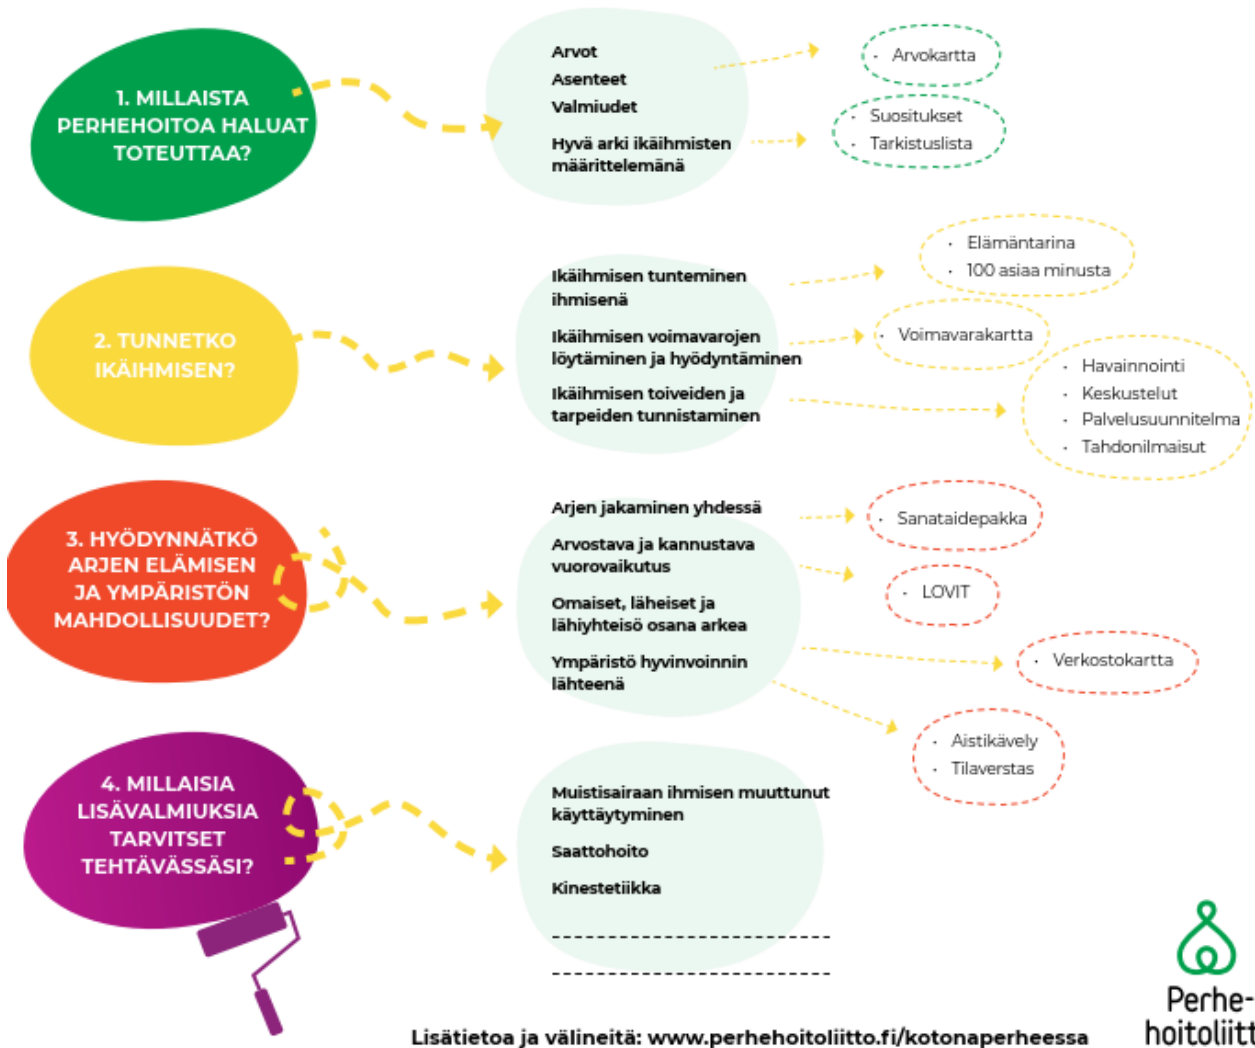 1. MILLAISTA
PERHEHOITOA HALUAT
TOTEUTTAA?
Arvot
Asenteet
Valmiudet
Hyvä arki ikäihmisten
määrittelemänä
· Arvokartta
· Suositukset
· Tarkistuslista
2. TUNNETKO
IKÄIHMISEN?
Ikäihmisen tunteminen
ihmisenä
Ikäihmisen voimavarojen
löytäminen ja hyödyntäminen
Ikäihmisen toiveiden ja
tarpeiden tunnistaminen
· Elämäntarina
· 100 asiaa minusta
· Voimavarakartta
· Havainnointi
· Keskustelut
· Palvelusuunnitelma
· Tahdonilmaisut
3. HYÖDYNNÄTKÖ
ARJEN ELÄMISEN
JA YMPÄRISTÖN
MAHDOLLISUUDET?
Arjen jakaminen yhdessä
Arvostava ja kannustava
vuorovaikutus
Omaiset, läheiset ja
lähiyhteisö osana arkea
Ympäristö hyvinvoinnin
lähteenä
· Sanataidepakka
· LOVIT
· Verkostokartta
· Aistikävely
· Tilaverstas
4. MILLAISIA
LISÄVALMIUKSIA
TARVITSET
TEHTÄVÄSSÄSI?
Muistisairaan ihmisen muuttunut
käyttäytyminen
Saattohoito
Kinestetiikka
Perhe-
hoitoliitt
Lisätietoa ja välineitä: www.perhehoitoliitto.fi/kotonaperheessa